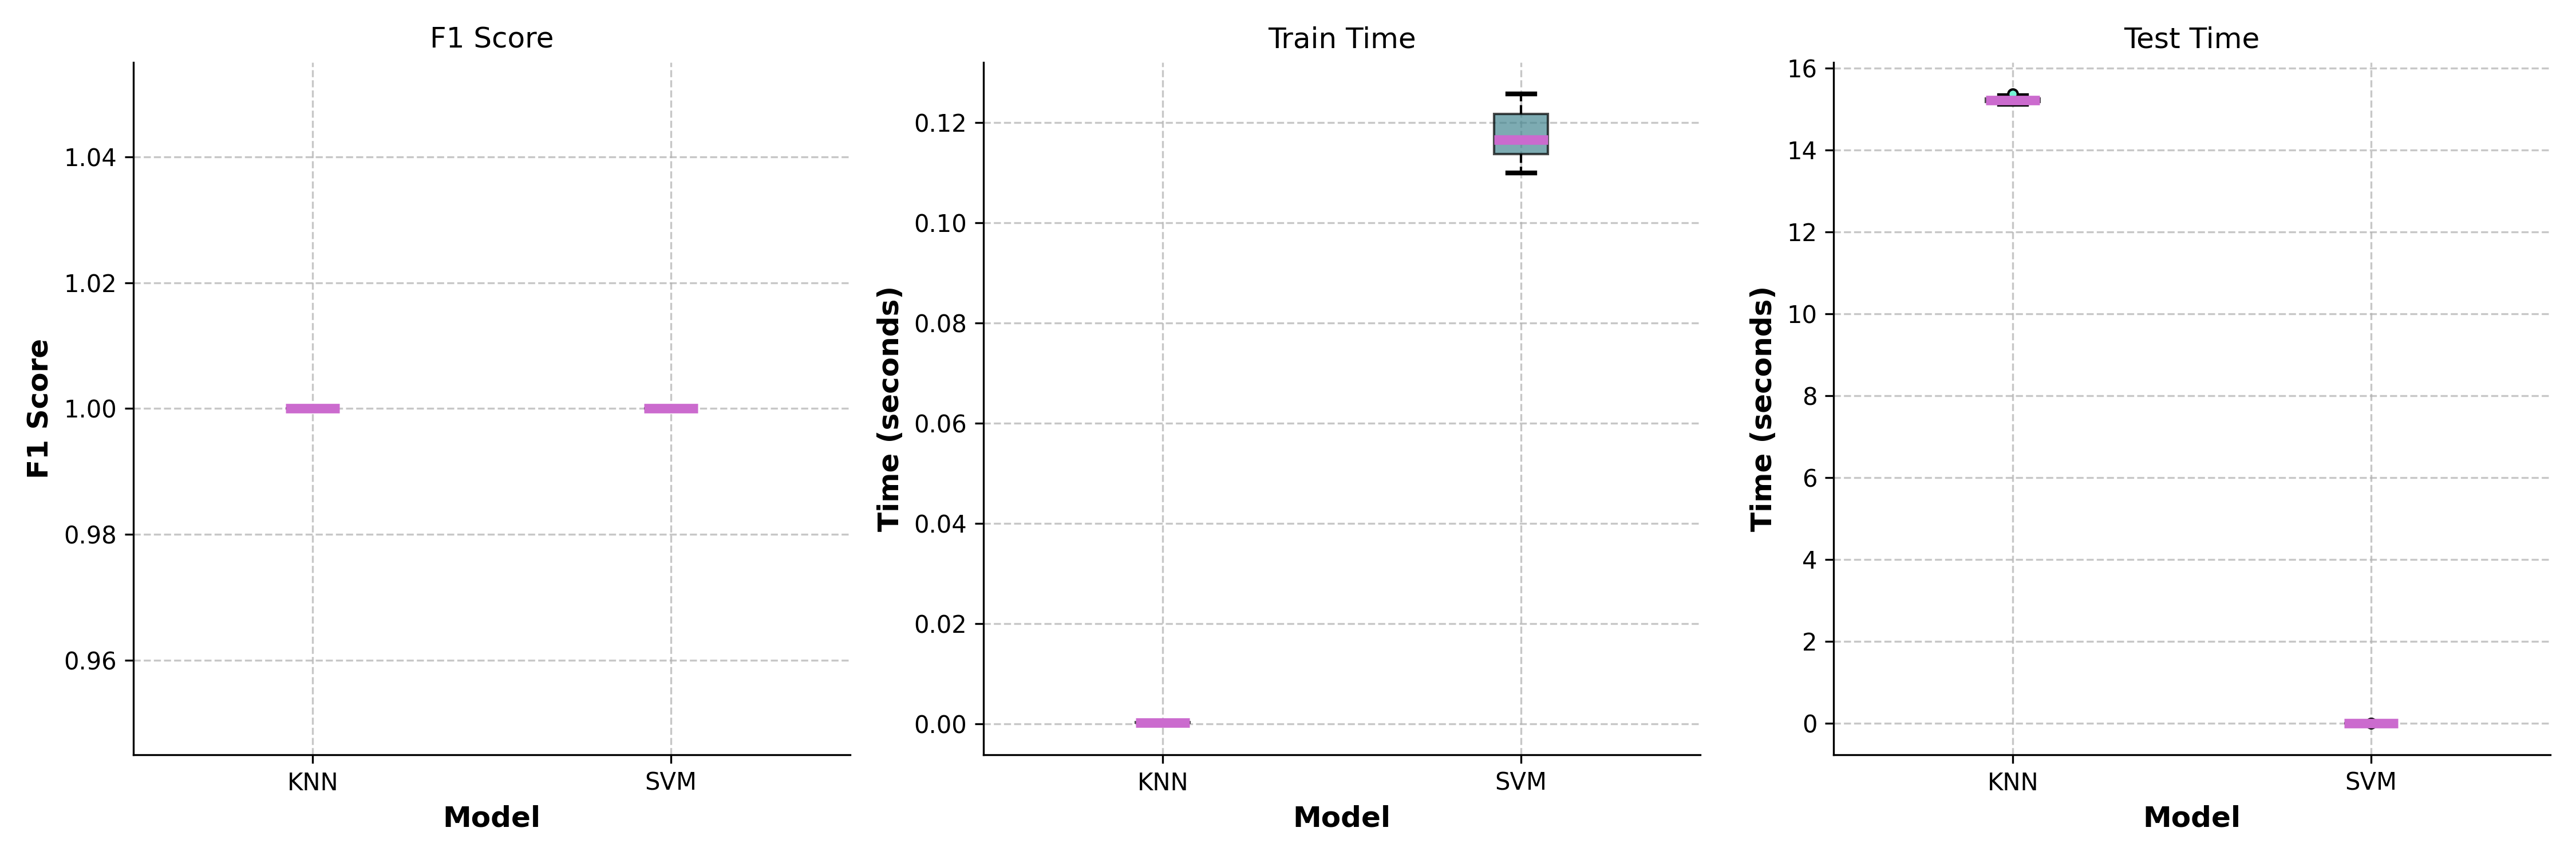 F1 Score
F1 Score
1.04
1.02
1.00
0.98
0.96
KNN
SVM
Model
Train Time
Time (seconds)
0.12
0.10
0.08
0.06
0.04
0.02
0.00
KNN
SVM
Model
Test Time
Time (seconds)
16
14
12
10
8
6
4
2
0
KNN
SVM
Model